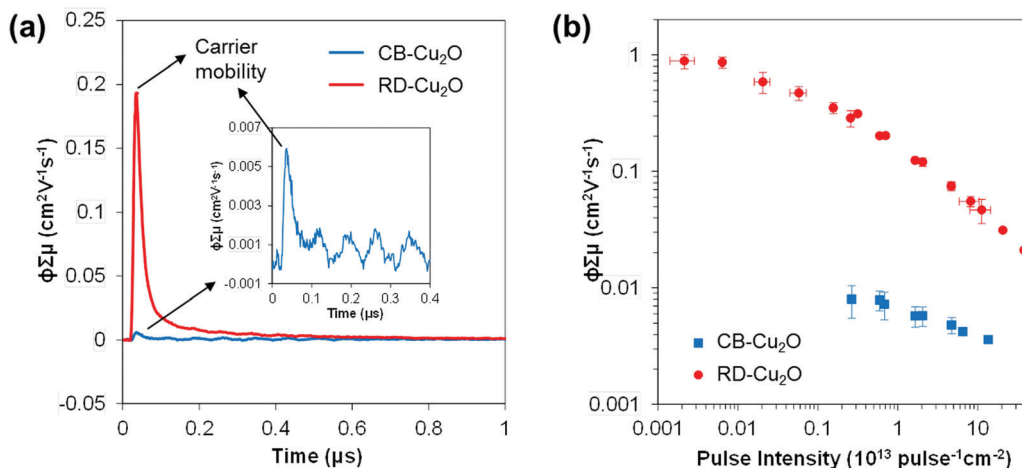 (a)
0.25
0.2
0.15
0.1
0.05
0
-0.05
ϕΣμ (cm²V⁻¹s⁻¹)
Carrier
mobility
CB-Cu₂O
RD-Cu₂O
0.007
0.005
0.003
0.001
-0.001
ϕΣμ (cm²V⁻¹s⁻¹)
0 0.1 0.2 0.3 0.4
Time (μs)
0 0.2 0.4 0.6 0.8 1
Time (μs)
(b)
1
0.1
0.01
0.001
ϕΣμ (cm²V⁻¹s⁻¹)
CB-Cu₂O
RD-Cu₂O
0.001 0.01 0.1 1 10
Pulse Intensity (10¹³ pulse⁻¹cm⁻²)